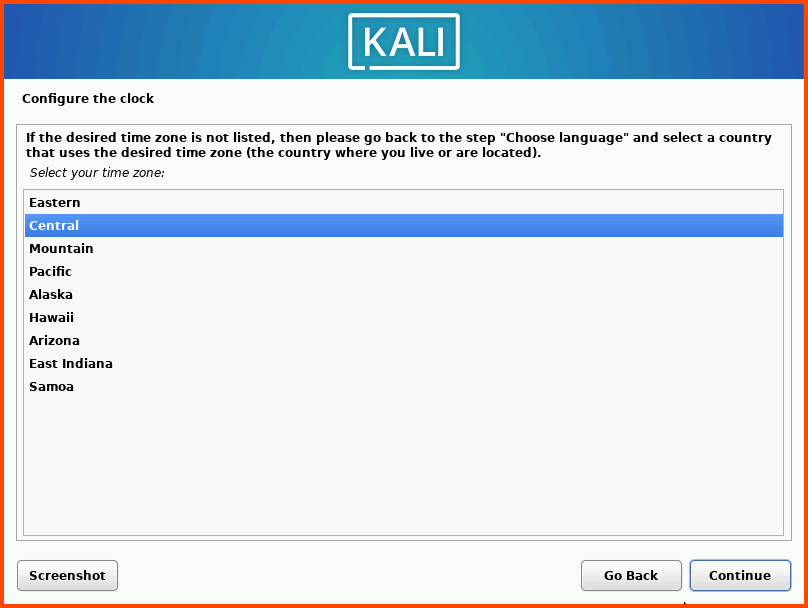 KALI
Configure the clock
If the desired time zone is not listed, then please go back to the step "Choose language" and select a country
that uses the desired time zone (the country where you live or are located).
Select your time zone:
Eastern
Central
Mountain
Pacific
Alaska
Hawaii
Arizona
East Indiana
Samoa
Screenshot
Go Back
Continue